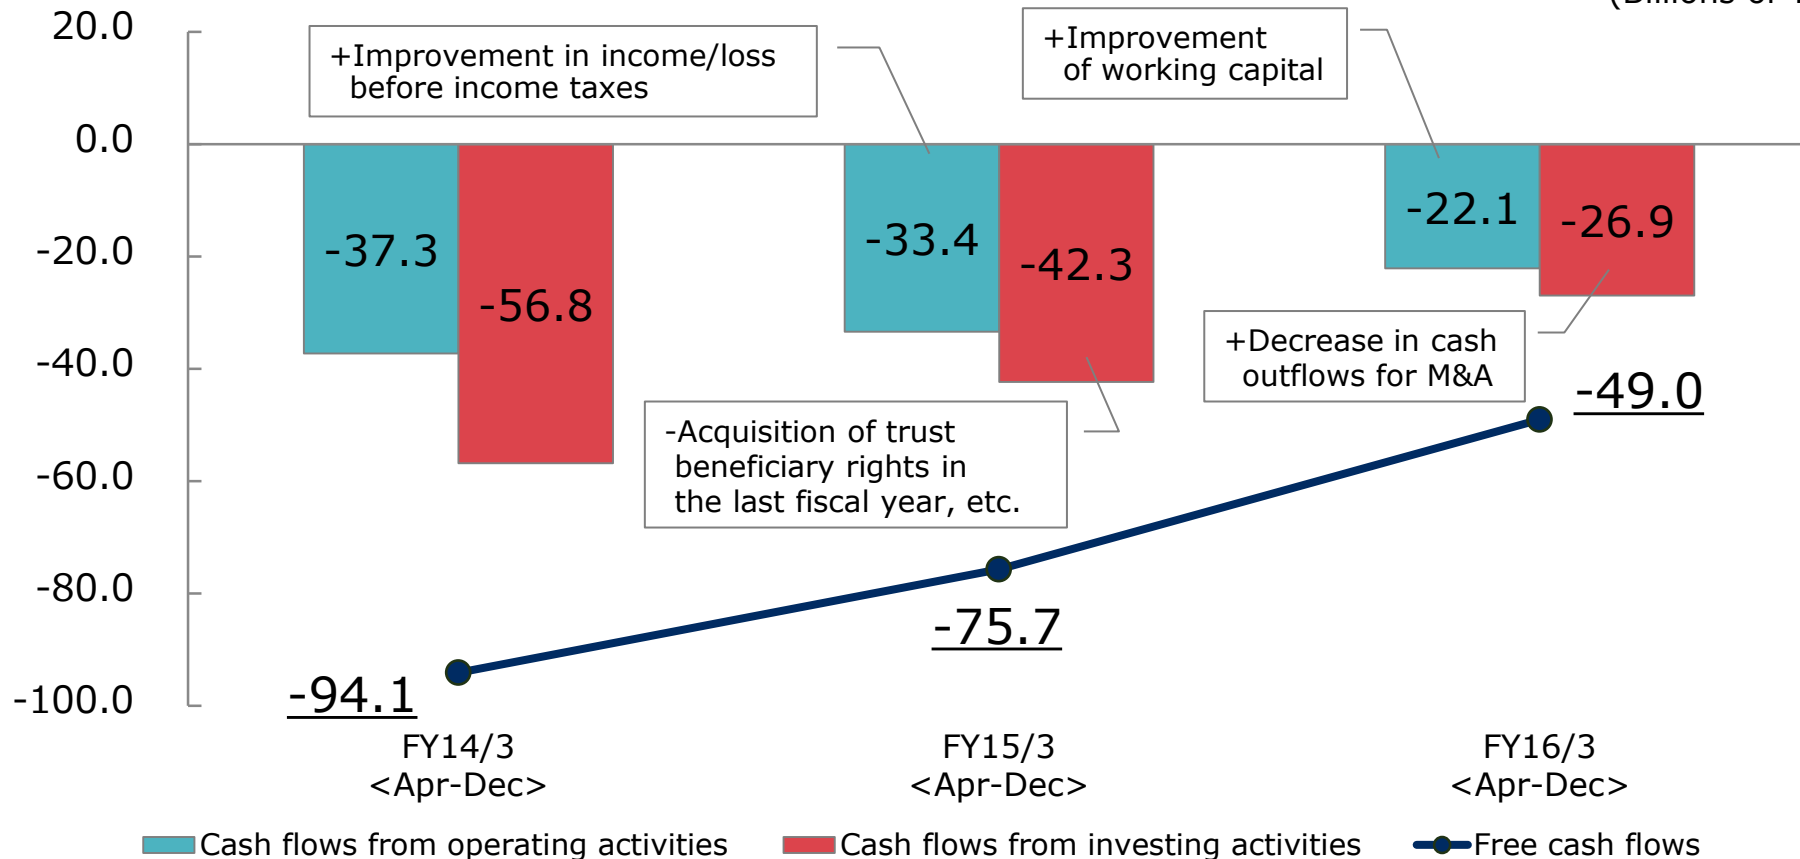 (Billions of
20.0
0.0
-20.0
-40.0
-60.0
-80.0
-100.0
+Improvement in income/loss
before income taxes
+Improvement
of working capital
-37.3
-56.8
-33.4
-42.3
-22.1
-26.9
+Decrease in cash
outflows for M&A
-Acquisition of trust
beneficiary rights in
the last fiscal year, etc.
-94.1
-75.7
-49.0
FY14/3
<Apr-Dec>
FY15/3
<Apr-Dec>
FY16/3
<Apr-Dec>
Cash flows from operating activities
Cash flows from investing activities
Free cash flows